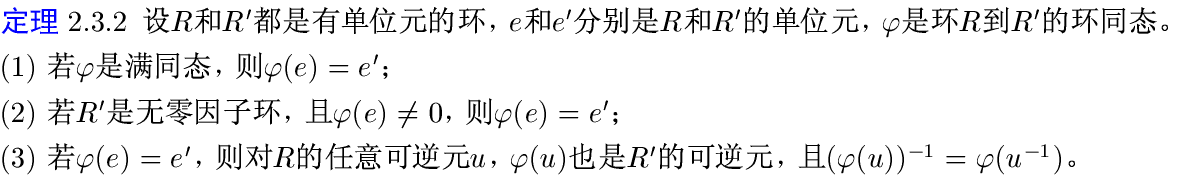 定理 2.3.2 设R和R′都是有单位元的环, e和e′分别是R和R′的单位元, φ是环R到R′的环同态。
(1) 若φ是满同态, 则φ(e) = e′;
(2) 若R′是无零因子环, 且φ(e) ≠ 0, 则φ(e) = e′;
(3) 若φ(e) = e′, 则对R的任意可逆元u, φ(u)也是R′的可逆元, 且(φ(u))⁻¹ = φ(u⁻¹)。